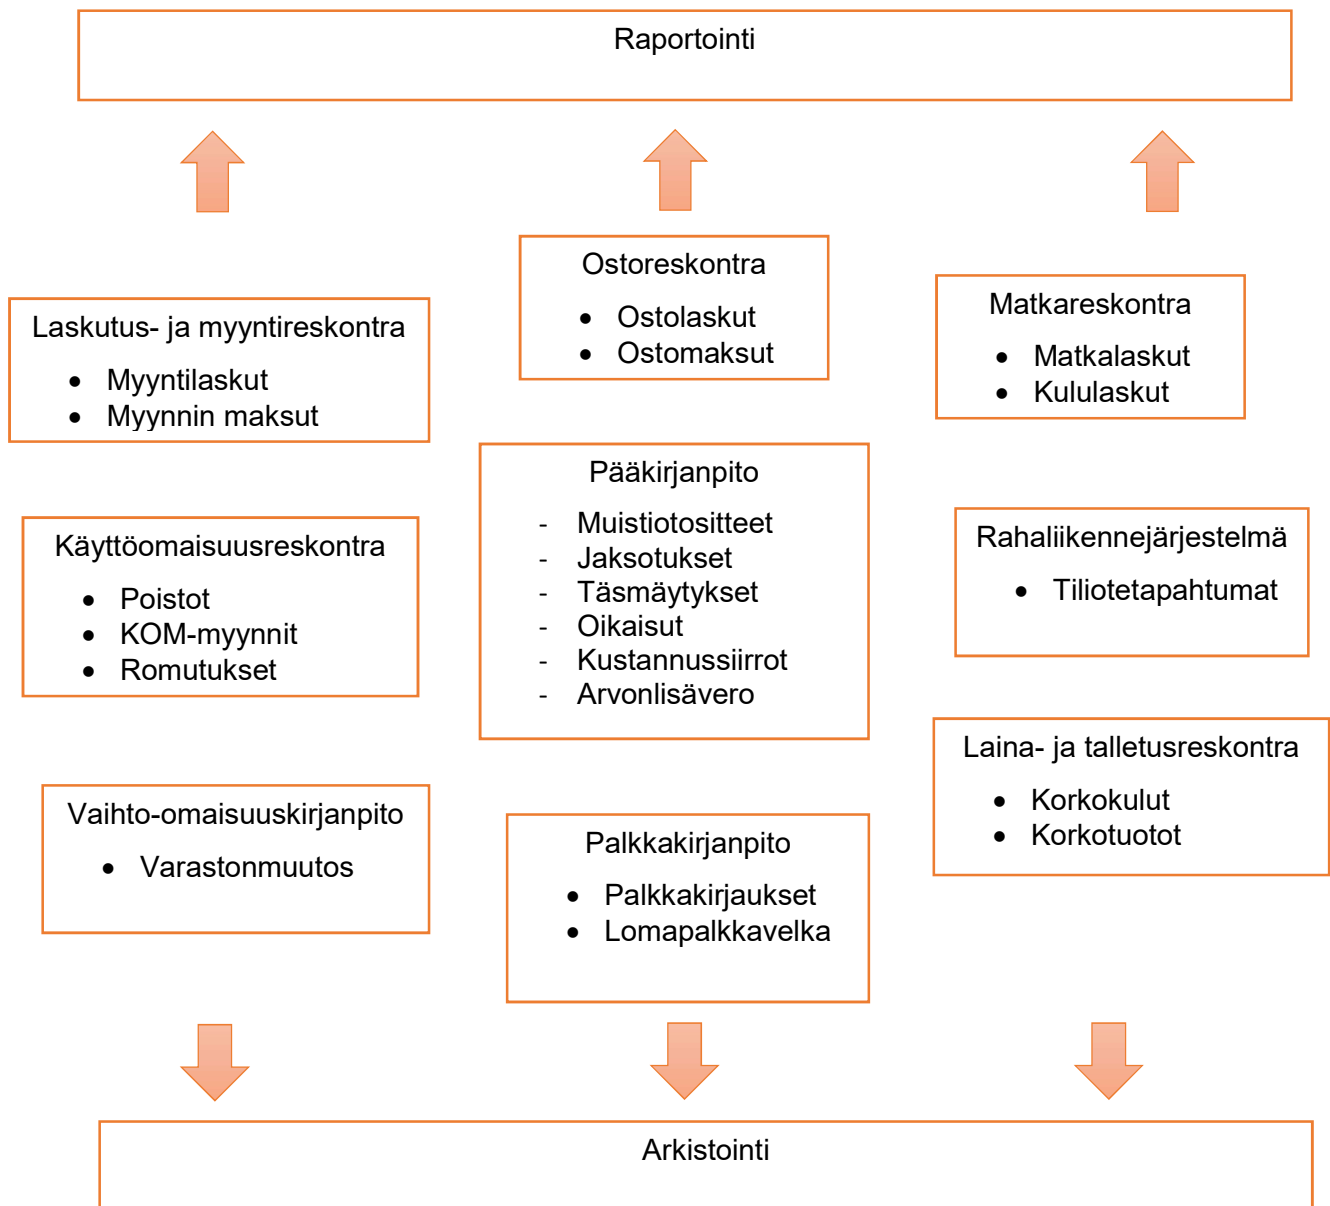 Raportointi
Ostoreskontra
• Ostolaskut
• Ostomaksut
Matkareskontra
• Matkalaskut
• Kululaskut
Laskutus- ja myyntireskontra
• Myyntilaskut
• Myynnin maksut
Pääkirjanpito
- Muistiotositteet
- Jaksotukset
- Täsmäytykset
- Oikaisut
- Kustannussiirrot
- Arvonlisävero
Käyttöomaisuusreskontra
• Poistot
• KOM-myynnit
• Romutukset
Rahaliikennejärjestelmä
• Tiliotetapahtumat
Laina- ja talletusreskontra
• Korkokulut
• Korkotuotot
Vaihto-omaisuuskirjanpito
• Varastonmuutos
Palkkakirjanpito
• Palkkakirjaukset
• Lomapalkkavelka
Arkistointi